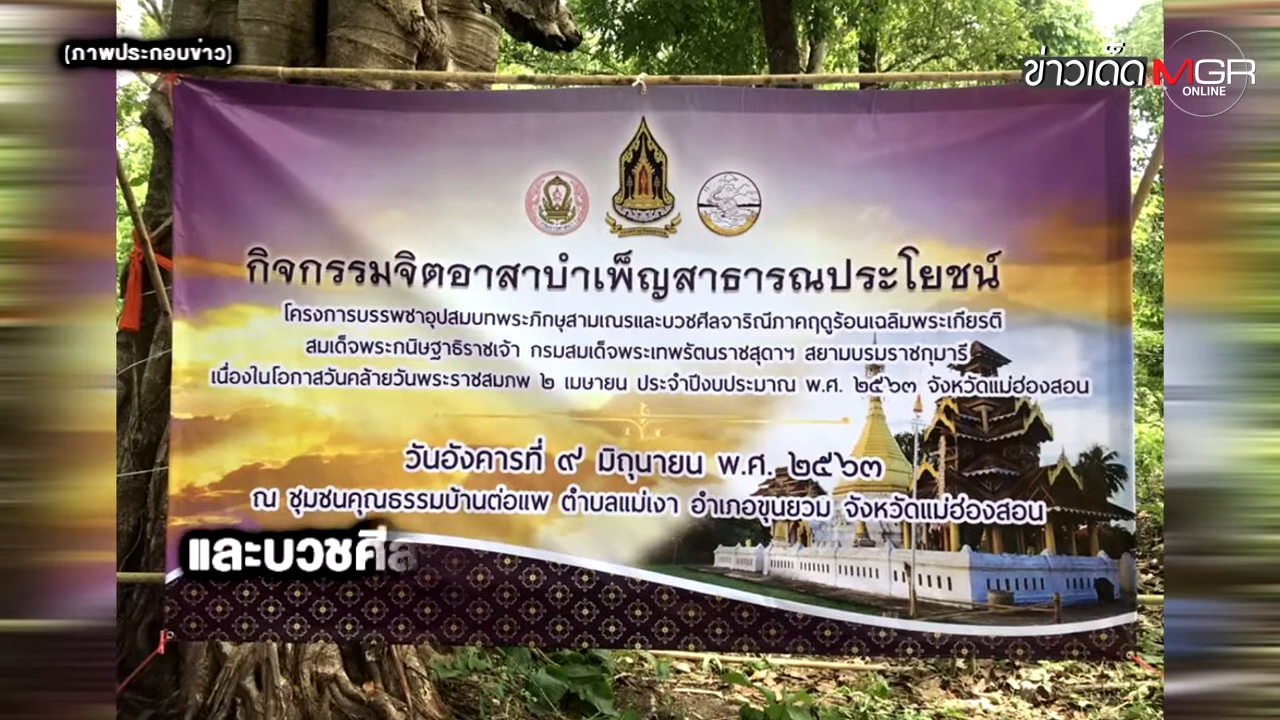 (ภาพประกอบข่าว)
ข่าวเด็ด MGR
ONLINE
กิจกรรมจิตอาสาบำเพ็ญสาธารณประโยชน์
โครงการบรรพชาอุปสมบทพระภิกษุสามเณรและบวชศีลจาริณีภาคฤดูร้อนเฉลิมพระเกียรติ
สมเด็จพระกนิษฐาธิราชเจ้า กรมสมเด็จพระเทพรัตนราชสุดาฯ สยามบรมราชกุมารี
เนื่องในโอกาสวันคล้ายวันพระราชสมภพ ๒ เมษายน ประจำปีงบประมาณ พ.ศ. ๒๕๖๓ จังหวัดแม่ฮ่องสอน
วันอังคารที่ ๙ มิถุนายน พ.ศ. ๒๕๖๓
ณ ชุมชนคุณธรรมบ้านต่อแพ ตำบลแม่เงา อำเภอขุนยวม จังหวัดแม่ฮ่องสอน
และบวชศีล